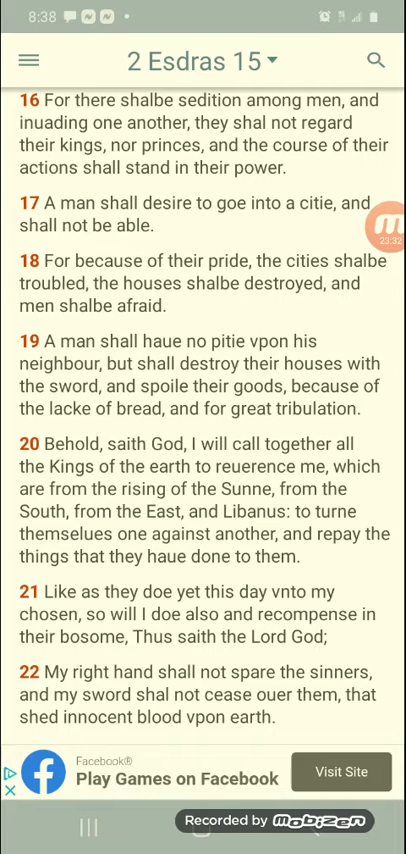 8:38
2 Esdras 15
16 For there shalbe sedition among men, and
inuading one another, they shal not regard
their kings, nor princes, and the course of their
actions shall stand in their power.
17 A man shall desire to goe into a citie, and
shall not be able.
23:32
18 For because of their pride, the cities shalbe
troubled, the houses shalbe destroyed, and
men shalbe afraid.
19 A man shall haue no pitie vpon his
neighbour, but shall destroy their houses with
the sword, and spoile their goods, because of
the lacke of bread, and for great tribulation.
20 Behold, saith God, I will call together all
the Kings of the earth to reuerence me, which
are from the rising of the Sunne, from the
South, from the East, and Libanus: to turne
themselues one against another, and repay the
things that they haue done to them.
21 Like as they doe yet this day vnto my
chosen, so will I doe also and recompense in
their bosome, Thus saith the Lord God;
22 My right hand shall not spare the sinners,
and my sword shal not cease ouer them, that
shed innocent blood vpon earth.
Facebook®
Play Games on Facebook
Visit Site
Recorded by mobizen